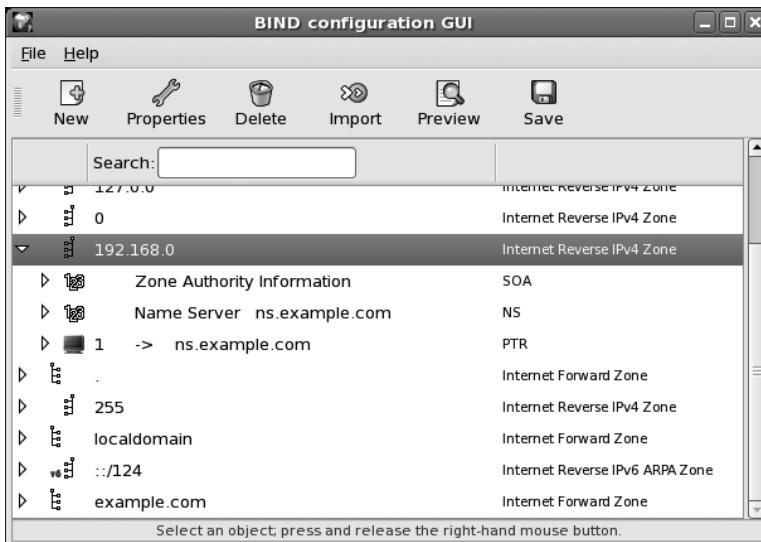 BIND configuration GUI
File Help
New Properties Delete Import Preview Save
Search:
127.0.0 Internet Reverse IPv4 Zone
0 Internet Reverse IPv4 Zone
192.168.0 Internet Reverse IPv4 Zone
123 Zone Authority Information SOA
123 Name Server ns.example.com NS
1 -> ns.example.com PTR
. Internet Forward Zone
255 Internet Reverse IPv4 Zone
localdomain Internet Forward Zone
v6 ::/124 Internet Reverse IPv6 ARPA Zone
example.com Internet Forward Zone
Select an object; press and release the right-hand mouse button.